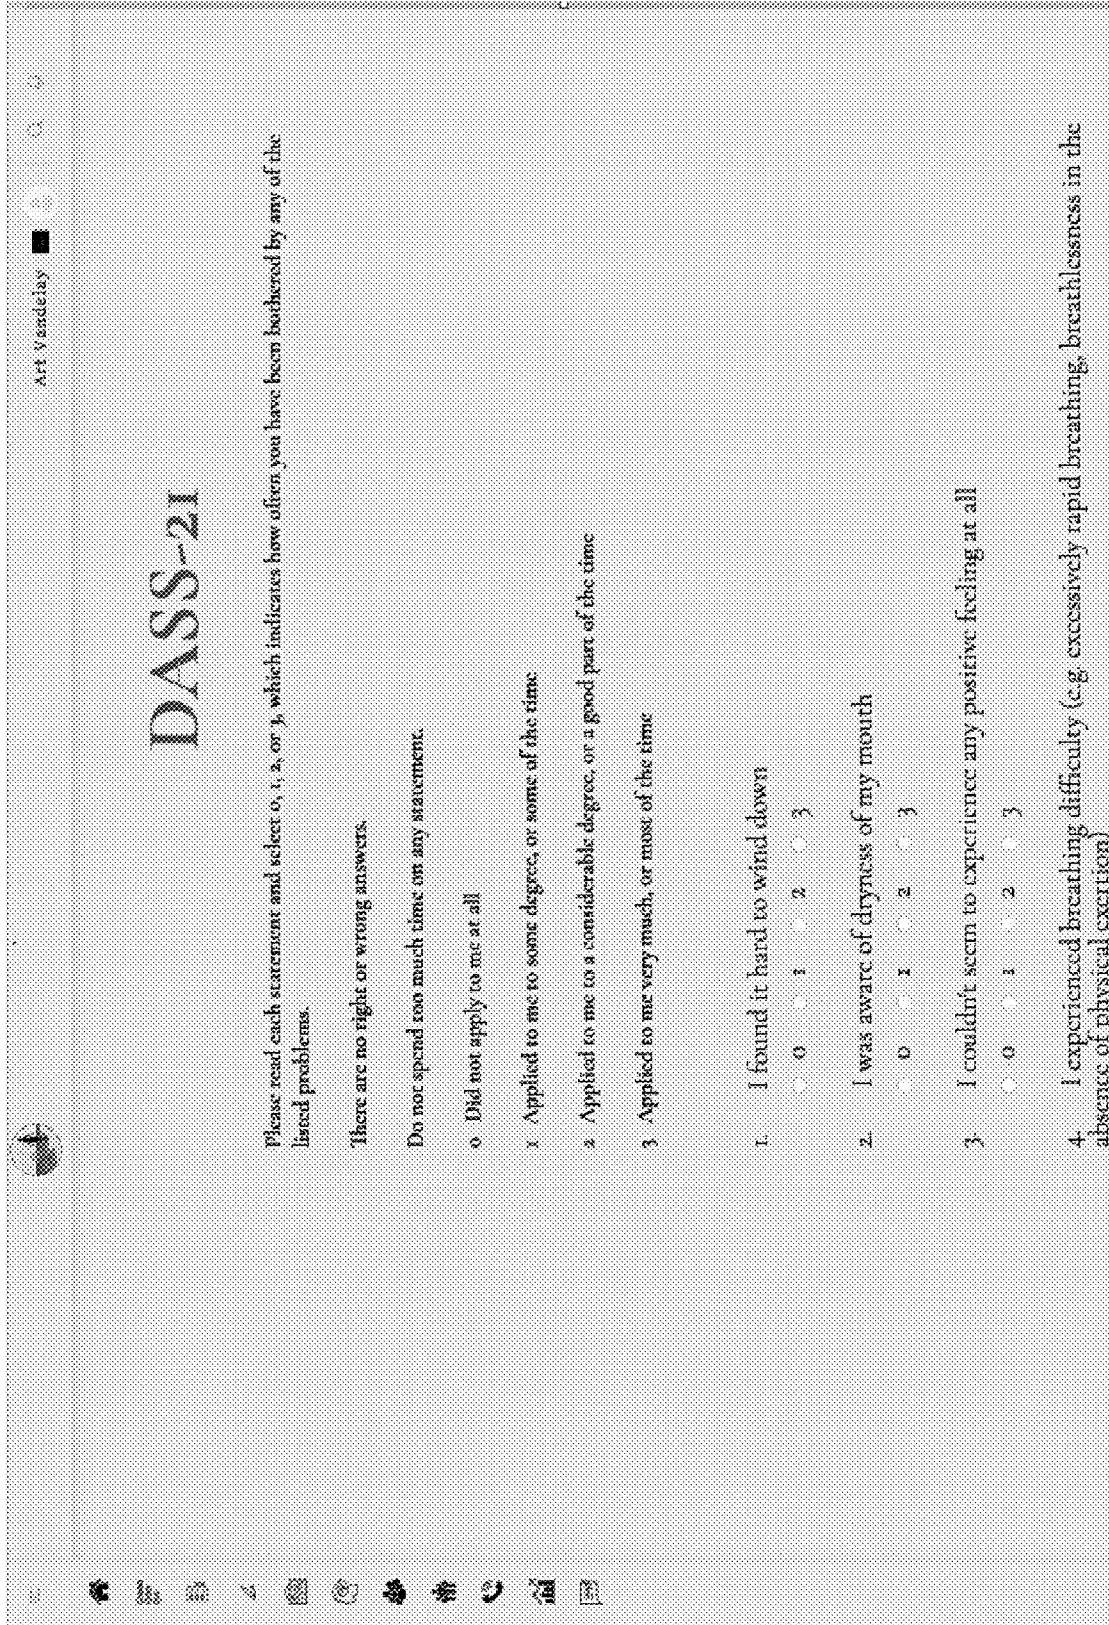 Art Vandelay
DASS-21
Please read each statement and select 0, 1, 2, or 3, which indicates how often you have been bothered by any of the
listed problems.
There are no right or wrong answers.
Do not spend too much time on any statement.
0 Did not apply to me at all
1 Applied to me to some degree, or some of the time
2 Applied to me to a considerable degree, or a good part of the time
3 Applied to me very much, or most of the time
1. I found it hard to wind down
0 1 2 3
2. I was aware of dryness of my mouth
0 1 2 3
3. I couldn't seem to experience any positive feeling at all
0 1 2 3
4. I experienced breathing difficulty (e.g. excessively rapid breathing, breathlessness in the
absence of physical exertion)